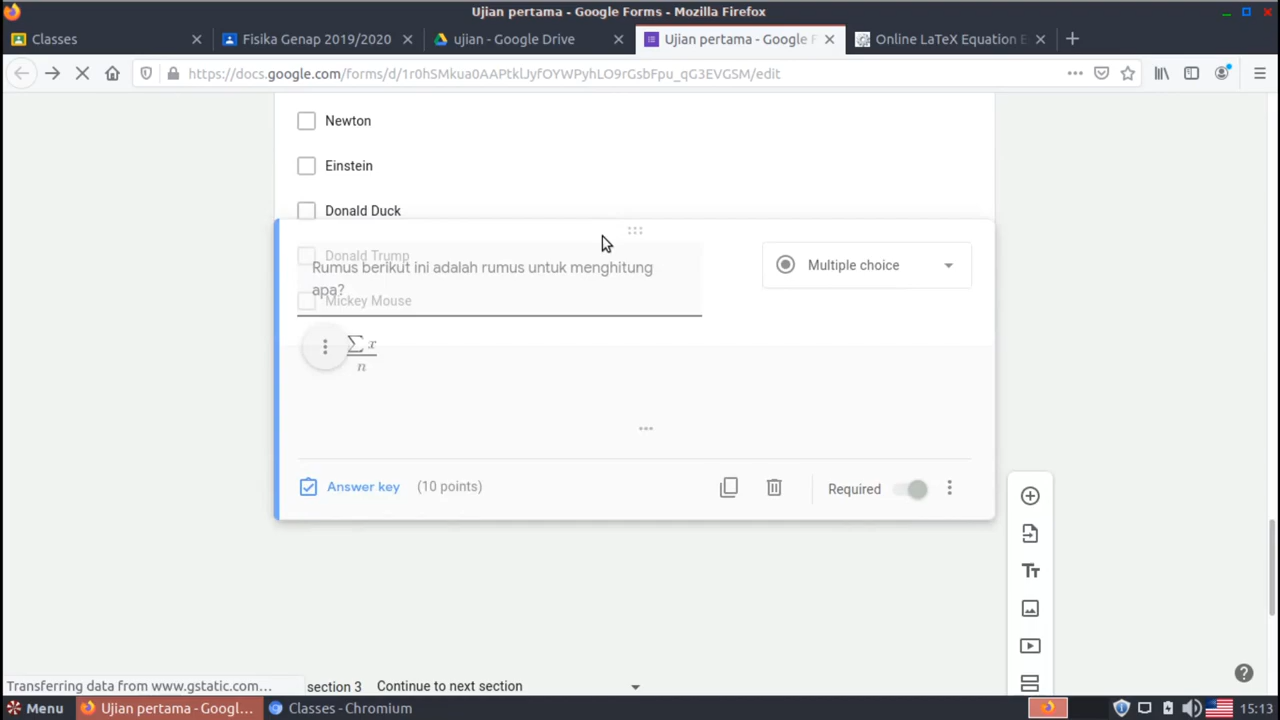 Ujian pertama - Google Forms - Mozilla Firefox
Classes
Fisika Genap 2019/2020
ujian - Google Drive
Ujian pertama - Google F
Online LaTeX Equation E
https://docs.google.com/forms/d/1r0hSMkua0AAPtklJyfOYWPyhLO9rGsbFpu_qG3EVGSM/edit
Newton
Einstein
Donald Duck
Donald Trump
Rumus berikut ini adalah rumus untuk menghitung
apa?
Mickey Mouse
Multiple choice
∑ x
n
Answer key (10 points)
Required
Tт
Transferring data from www.gstatic.com…
section 3 Continue to next section
Menu
Ujian pertama - Googl…
Classes - Chromium
15:13